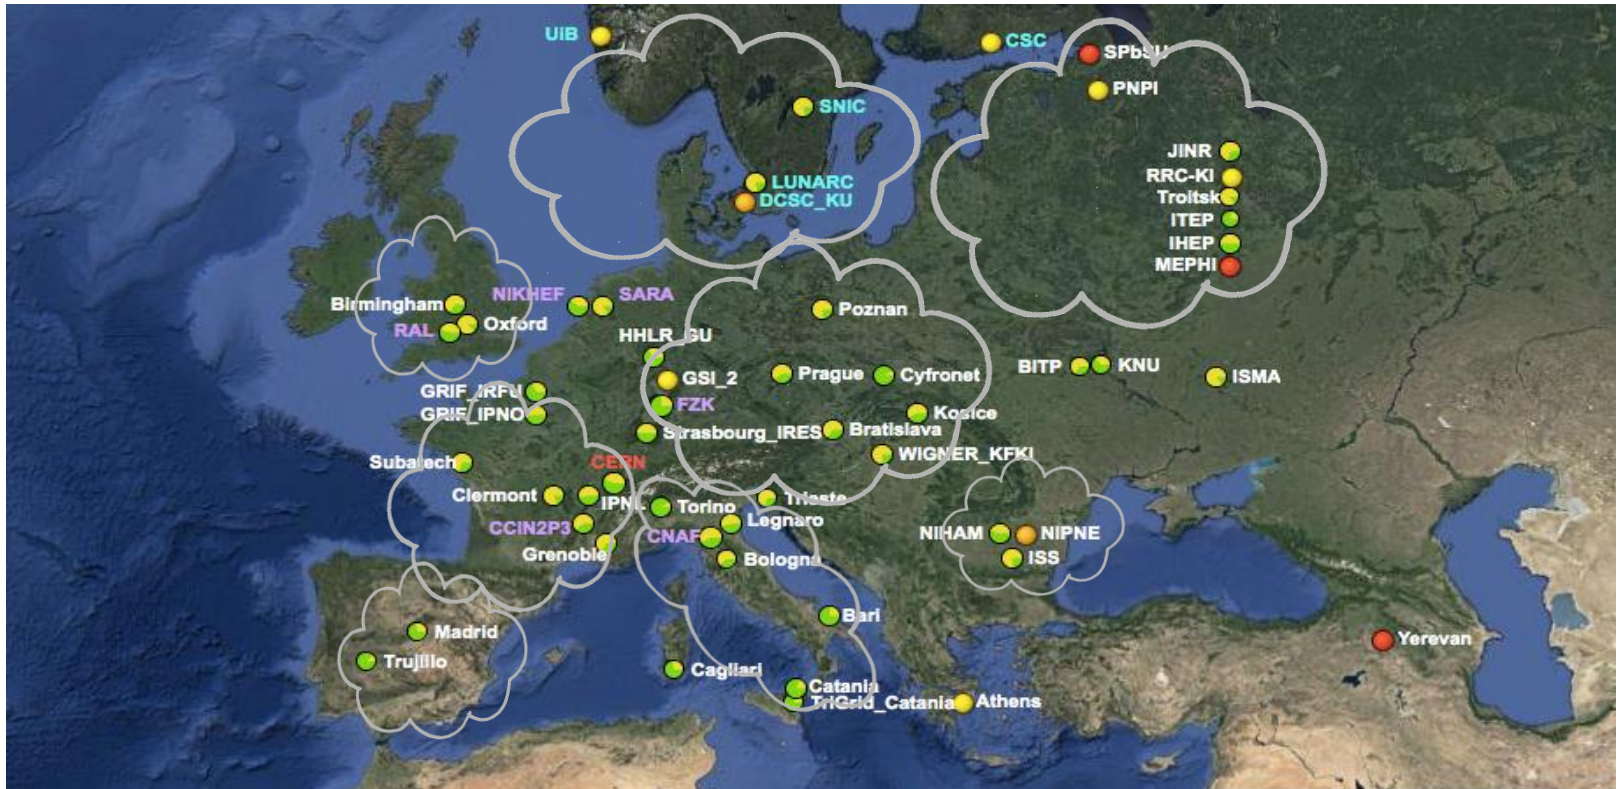 UiB
CSC
SPbSU
PNPI
SNIC
JINR
RRC-KI
LUNARC
Troitsk
DCSC_KU
ITEP
IHEP
MEPHI
NIKHEF
SARA
Birmingham
Poznan
RAL
Oxford
HHLR_GU
BITP
KNU
Prague
Cyfronet
ISMA
GSI_2
GRIF_IRFU
FZK
GRIF_IPNO
Kosice
Strasbourg_IRES
Bratislava
WIGNER_KFKI
Subatech
CERN
Clermont
IPNL
Trieste
Torino
Legnaro
CCIN2P3
CNAF
NIHAM
NIPNE
Grenoble
Bologna
ISS
Bari
Madrid
Yerevan
Trujillo
Cagliari
Catania
TriGrid_Catania
Athens